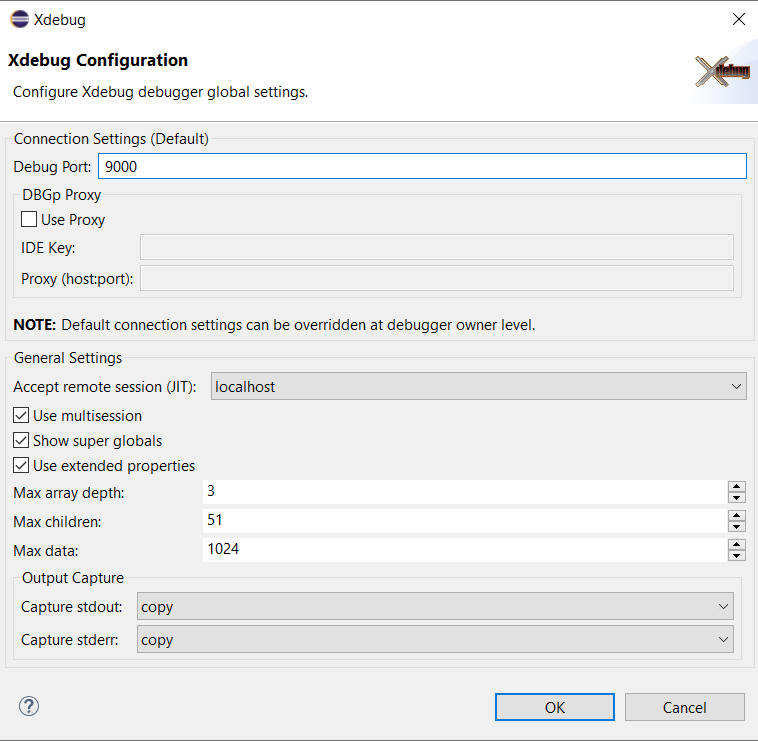 Xdebug
Xdebug Configuration
Configure Xdebug debugger global settings.
Xdebug
Connection Settings (Default)
Debug Port: 9000
DBGp Proxy
Use Proxy
IDE Key:
Proxy (host:port):
NOTE: Default connection settings can be overridden at debugger owner level.
General Settings
Accept remote session (JIT): localhost
Use multisession
Show super globals
Use extended properties
Max array depth: 3
Max children: 51
Max data: 1024
Output Capture
Capture stdout: copy
Capture stderr: copy
? OK Cancel